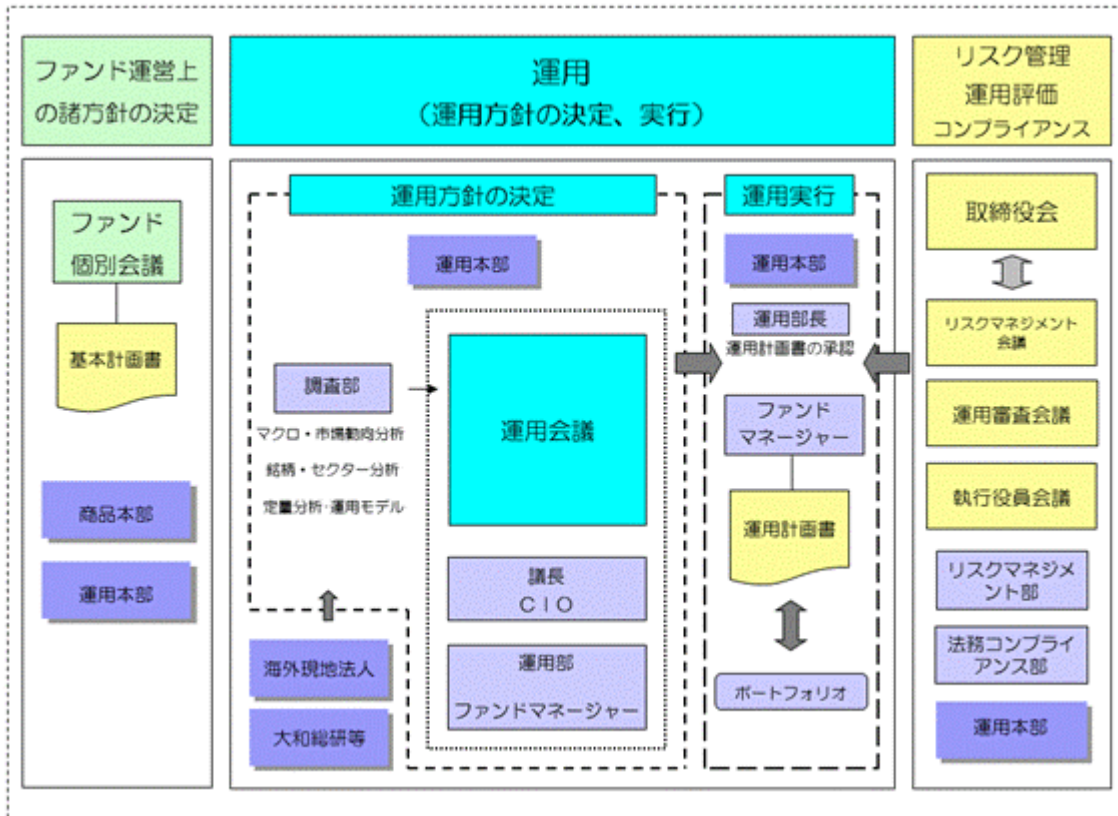 ファンド運営上
の諸方針の決定
運用
（運用方針の決定、実行）
リスク管理
運用評価
コンプライアンス
ファンド
個別会議
基本計画書
商品本部
運用本部
運用方針の決定
運用本部
調査部
マクロ・市場動向分析
銘柄・セクター分析
定量分析・運用モデル
運用会議
議長
ＣＩＯ
運用部
ファンドマネージャー
海外現地法人
大和総研等
運用実行
運用本部
運用部長
運用計画書の承認
ファンド
マネージャー
運用計画書
ポートフォリオ
取締役会
リスクマネジメント
会議
運用審査会議
執行役員会議
リスクマネジメ
ント部
法務コンプライ
アンス部
運用本部